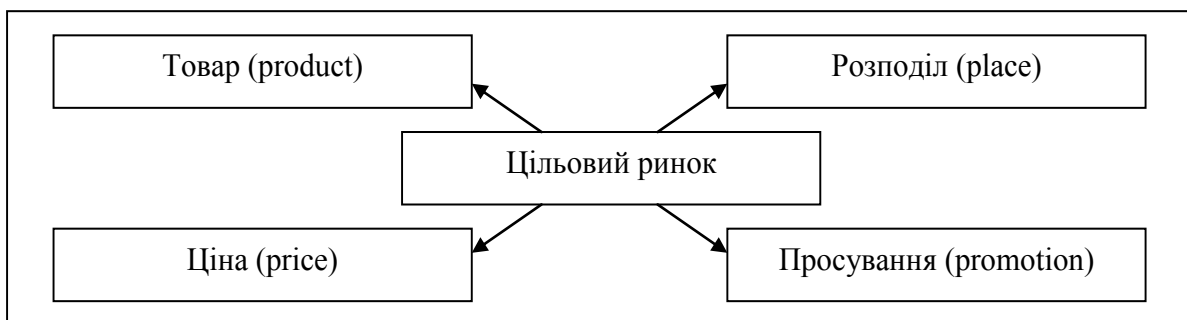 Товар (product)
Розподіл (place)
Цільовий ринок
Ціна (price)
Просування (promotion)